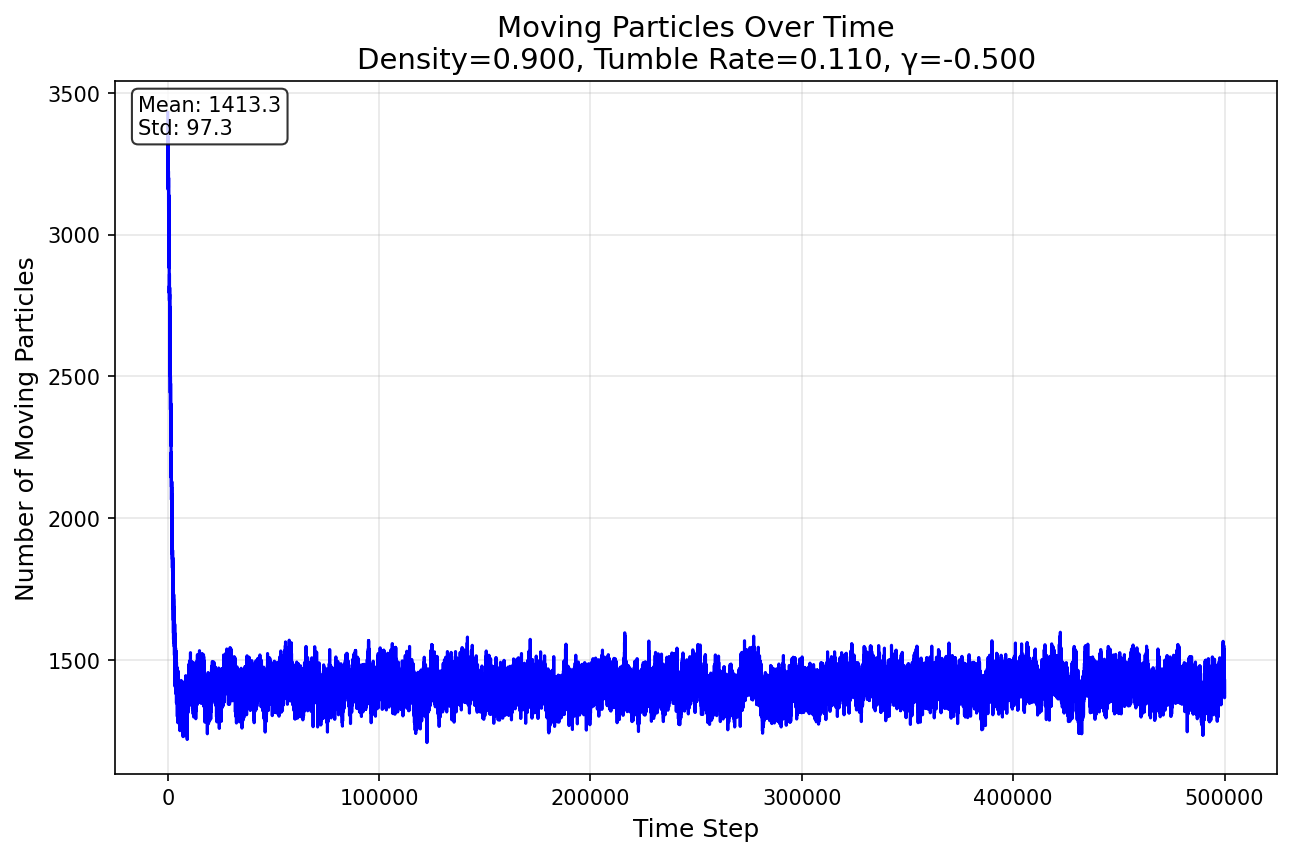 Moving Particles Over Time
Density=0.900, Tumble Rate=0.110, γ=-0.500
Mean: 1413.3
Std: 97.3
Number of Moving Particles
3500
3000
2500
2000
1500
0
100000
200000
300000
400000
500000
Time Step